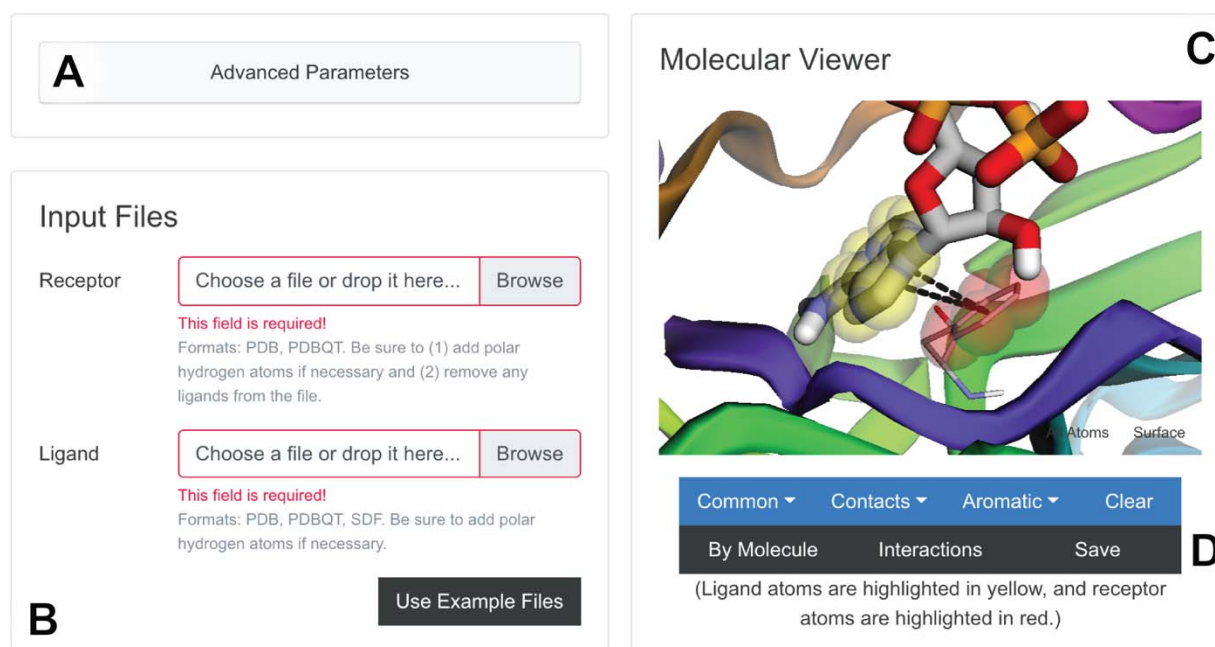 A
Advanced Parameters
Input Files
Receptor
Choose a file or drop it here...
Browse
This field is required!
Formats: PDB, PDBQT. Be sure to (1) add polar
hydrogen atoms if necessary and (2) remove any
ligands from the file.
Ligand
Choose a file or drop it here...
Browse
This field is required!
Formats: PDB, PDBQT, SDF. Be sure to add polar
hydrogen atoms if necessary.
Use Example Files
B
Molecular Viewer
C
Atoms Surface
Common Contacts Aromatic Clear
By Molecule Interactions Save
D
(Ligand atoms are highlighted in yellow, and receptor
atoms are highlighted in red.)